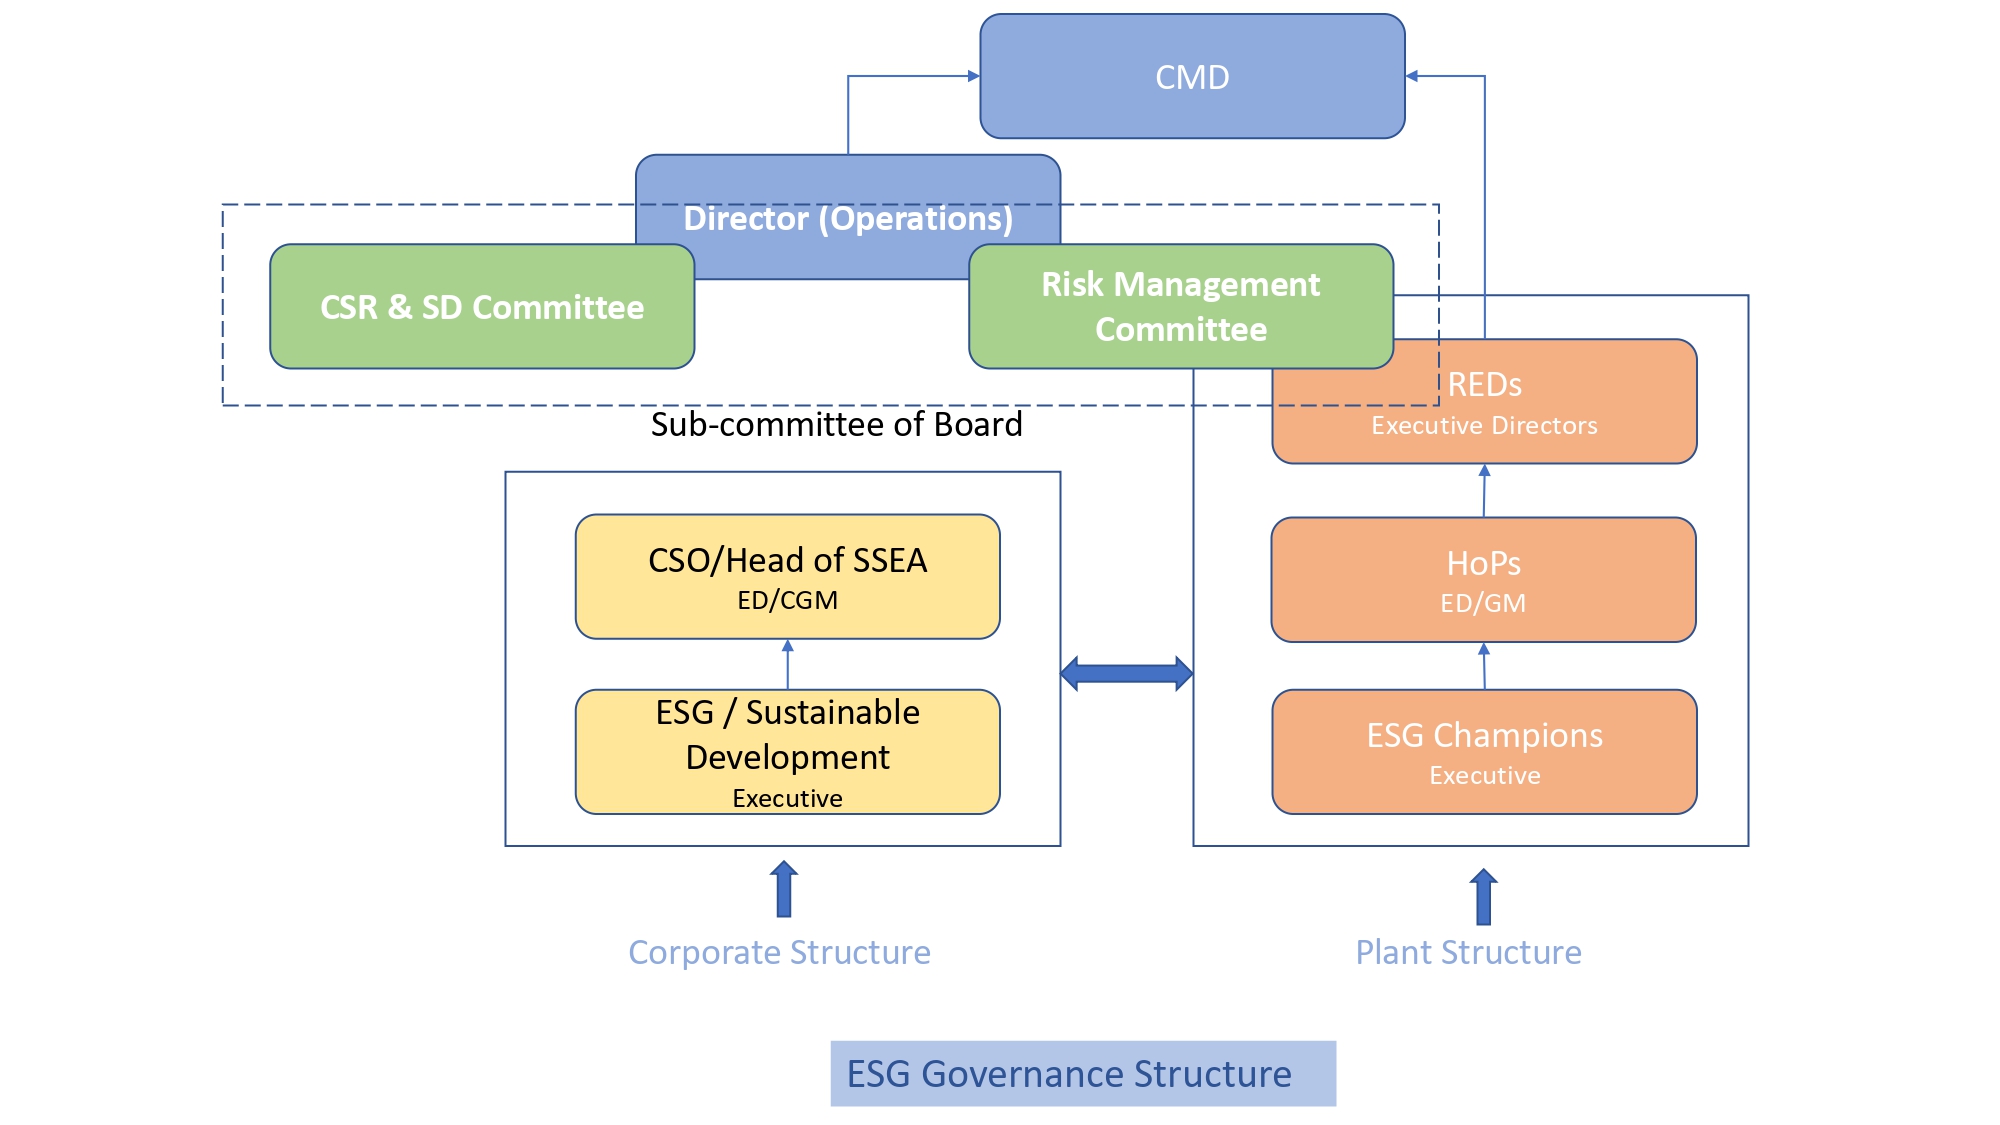 CMD
Director (Operations)
CSR & SD Committee
Risk Management
Committee
Sub-committee of Board
REDs
Executive Directors
CSO/Head of SSEA
ED/CGM
HoPs
ED/GM
ESG / Sustainable
Development
Executive
ESG Champions
Executive
Corporate Structure
Plant Structure
ESG Governance Structure